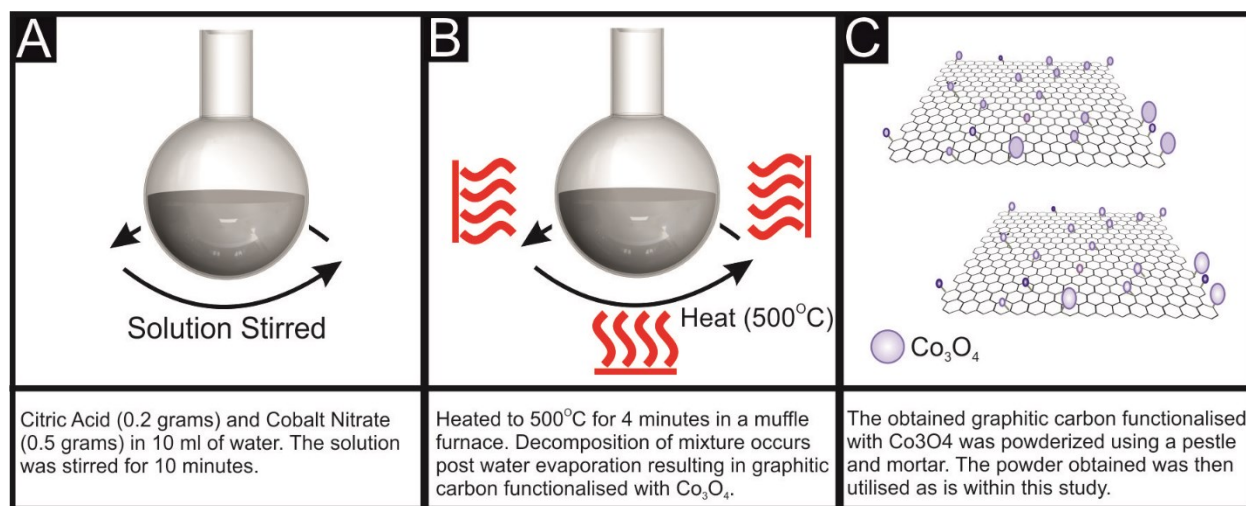 A
Solution Stirred
Citric Acid (0.2 grams) and Cobalt Nitrate
(0.5 grams) in 10 ml of water. The solution
was stirred for 10 minutes.
B
Heat (500°C)
Heated to 500°C for 4 minutes in a muffle
furnace. Decomposition of mixture occurs
post water evaporation resulting in graphitic
carbon functionalised with Co₃O₄.
C
Co₃O₄
The obtained graphitic carbon functionalised
with Co3O4 was powderized using a pestle
and mortar. The powder obtained was then
utilised as is within this study.